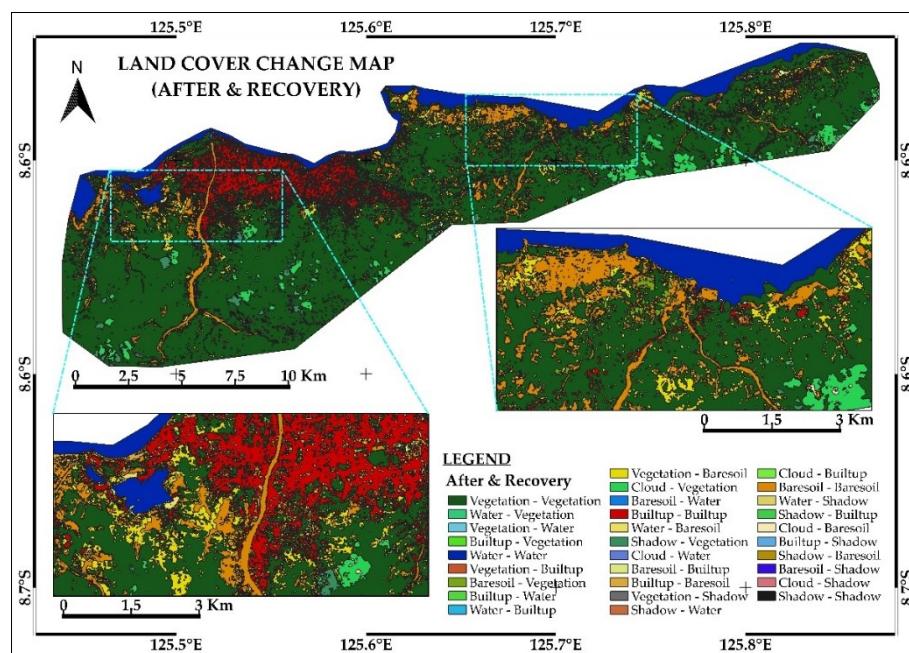 125.5°E 125.6°E 125.7°E 125.8°E
LAND COVER CHANGE MAP
(AFTER & RECOVERY)
N
8.6°S 8.6°S
0 2,5 5 7,5 10 Km
8.6°S 8.6°S
0 1,5 3 Km
LEGEND
After & Recovery
Vegetation - Vegetation
Water - Vegetation
Vegetation - Water
Builtup - Vegetation
Water - Water
Vegetation - Builtup
Baresoil - Vegetation
Builtup - Water
Water - Builtup
Vegetation - Baresoil
Cloud - Vegetation
Baresoil - Water
Builtup - Builtup
Water - Baresoil
Shadow - Vegetation
Cloud - Water
Baresoil - Builtup
Builtup - Baresoil
Vegetation - Shadow
Shadow - Water
Cloud - Builtup
Baresoil - Baresoil
Water - Shadow
Shadow - Builtup
Cloud - Baresoil
Builtup - Shadow
Shadow - Baresoil
Baresoil - Shadow
Cloud - Shadow
Shadow - Shadow
8.7°S 8.7°S
0 1,5 3 Km
125.5°E 125.6°E 125.7°E 125.8°E